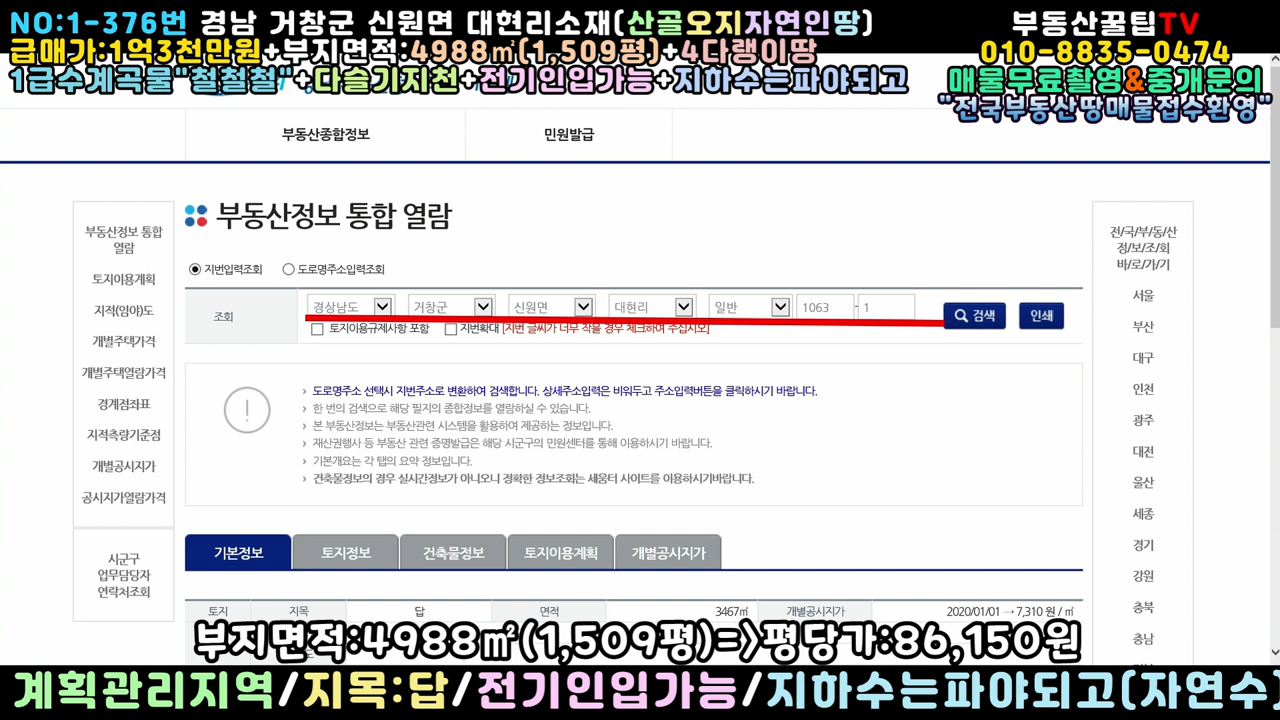 NO:1-376번 경남 거창군 신원면 대현리소재(산골오지자연인땅)
급매가:1억3천만원+부지면적:4988㎡(1,509평)+4다랭이땅
1급수계곡물"철철철"+다슬기지천+전기인입가능+지하수는파야되고
부동산꿀팁TV
010-8835-0474
매물무료촬영&중개문의
"전국부동산땅매물접수환영"
부동산종합정보 민원발급
부동산정보 통합 열람
토지이용계획
지적(임야)도
개별주택가격
개별주택열람가격
경계점좌표
지적측량기준점
개별공시지가
공시지가열람가격
시군구
업무담당자
연락처조회
부동산정보 통합 열람
지번입력조회 도로명주소입력조회
조회 경상남도 거창군 신원면 대현리 일반 1063 - 1 검색 인쇄
토지이용규제사항 포함 지번확대 [지번 글씨가 너무 작을 경우 체크하여 주십시오]
› 도로명주소 선택시 지번주소로 변환하여 검색합니다. 상세주소입력은 비워두고 주소입력버튼을 클릭하시기 바랍니다.
› 한 번의 검색으로 해당 필지의 종합정보를 열람하실 수 있습니다.
› 본 부동산정보는 부동산관련 시스템을 활용하여 제공하는 정보입니다.
› 재산권행사 등 부동산 관련 증명발급은 해당 시군구의 민원센터를 통해 이용하시기 바랍니다.
› 기본개요는 각 탭의 요약 정보입니다.
› 건축물정보의 경우 실시간정보가 아니오니 정확한 정보조회는 세움터 사이트를 이용하시기바랍니다.
기본정보 토지정보 건축물정보 토지이용계획 개별공시지가
토지 지목 답 면적 3467㎡ 개별공시지가 2020/01/01 → 7,310 원 / ㎡
전/국/부/동/산
정/보/조/회
바/로/가/기
서울
부산
대구
인천
광주
대전
울산
세종
경기
강원
충북
충남
부지면적:4988㎡(1,509평)=>평당가:86,150원
계획관리지역/지목:답/전기인입가능/지하수는파야되고(자연수)